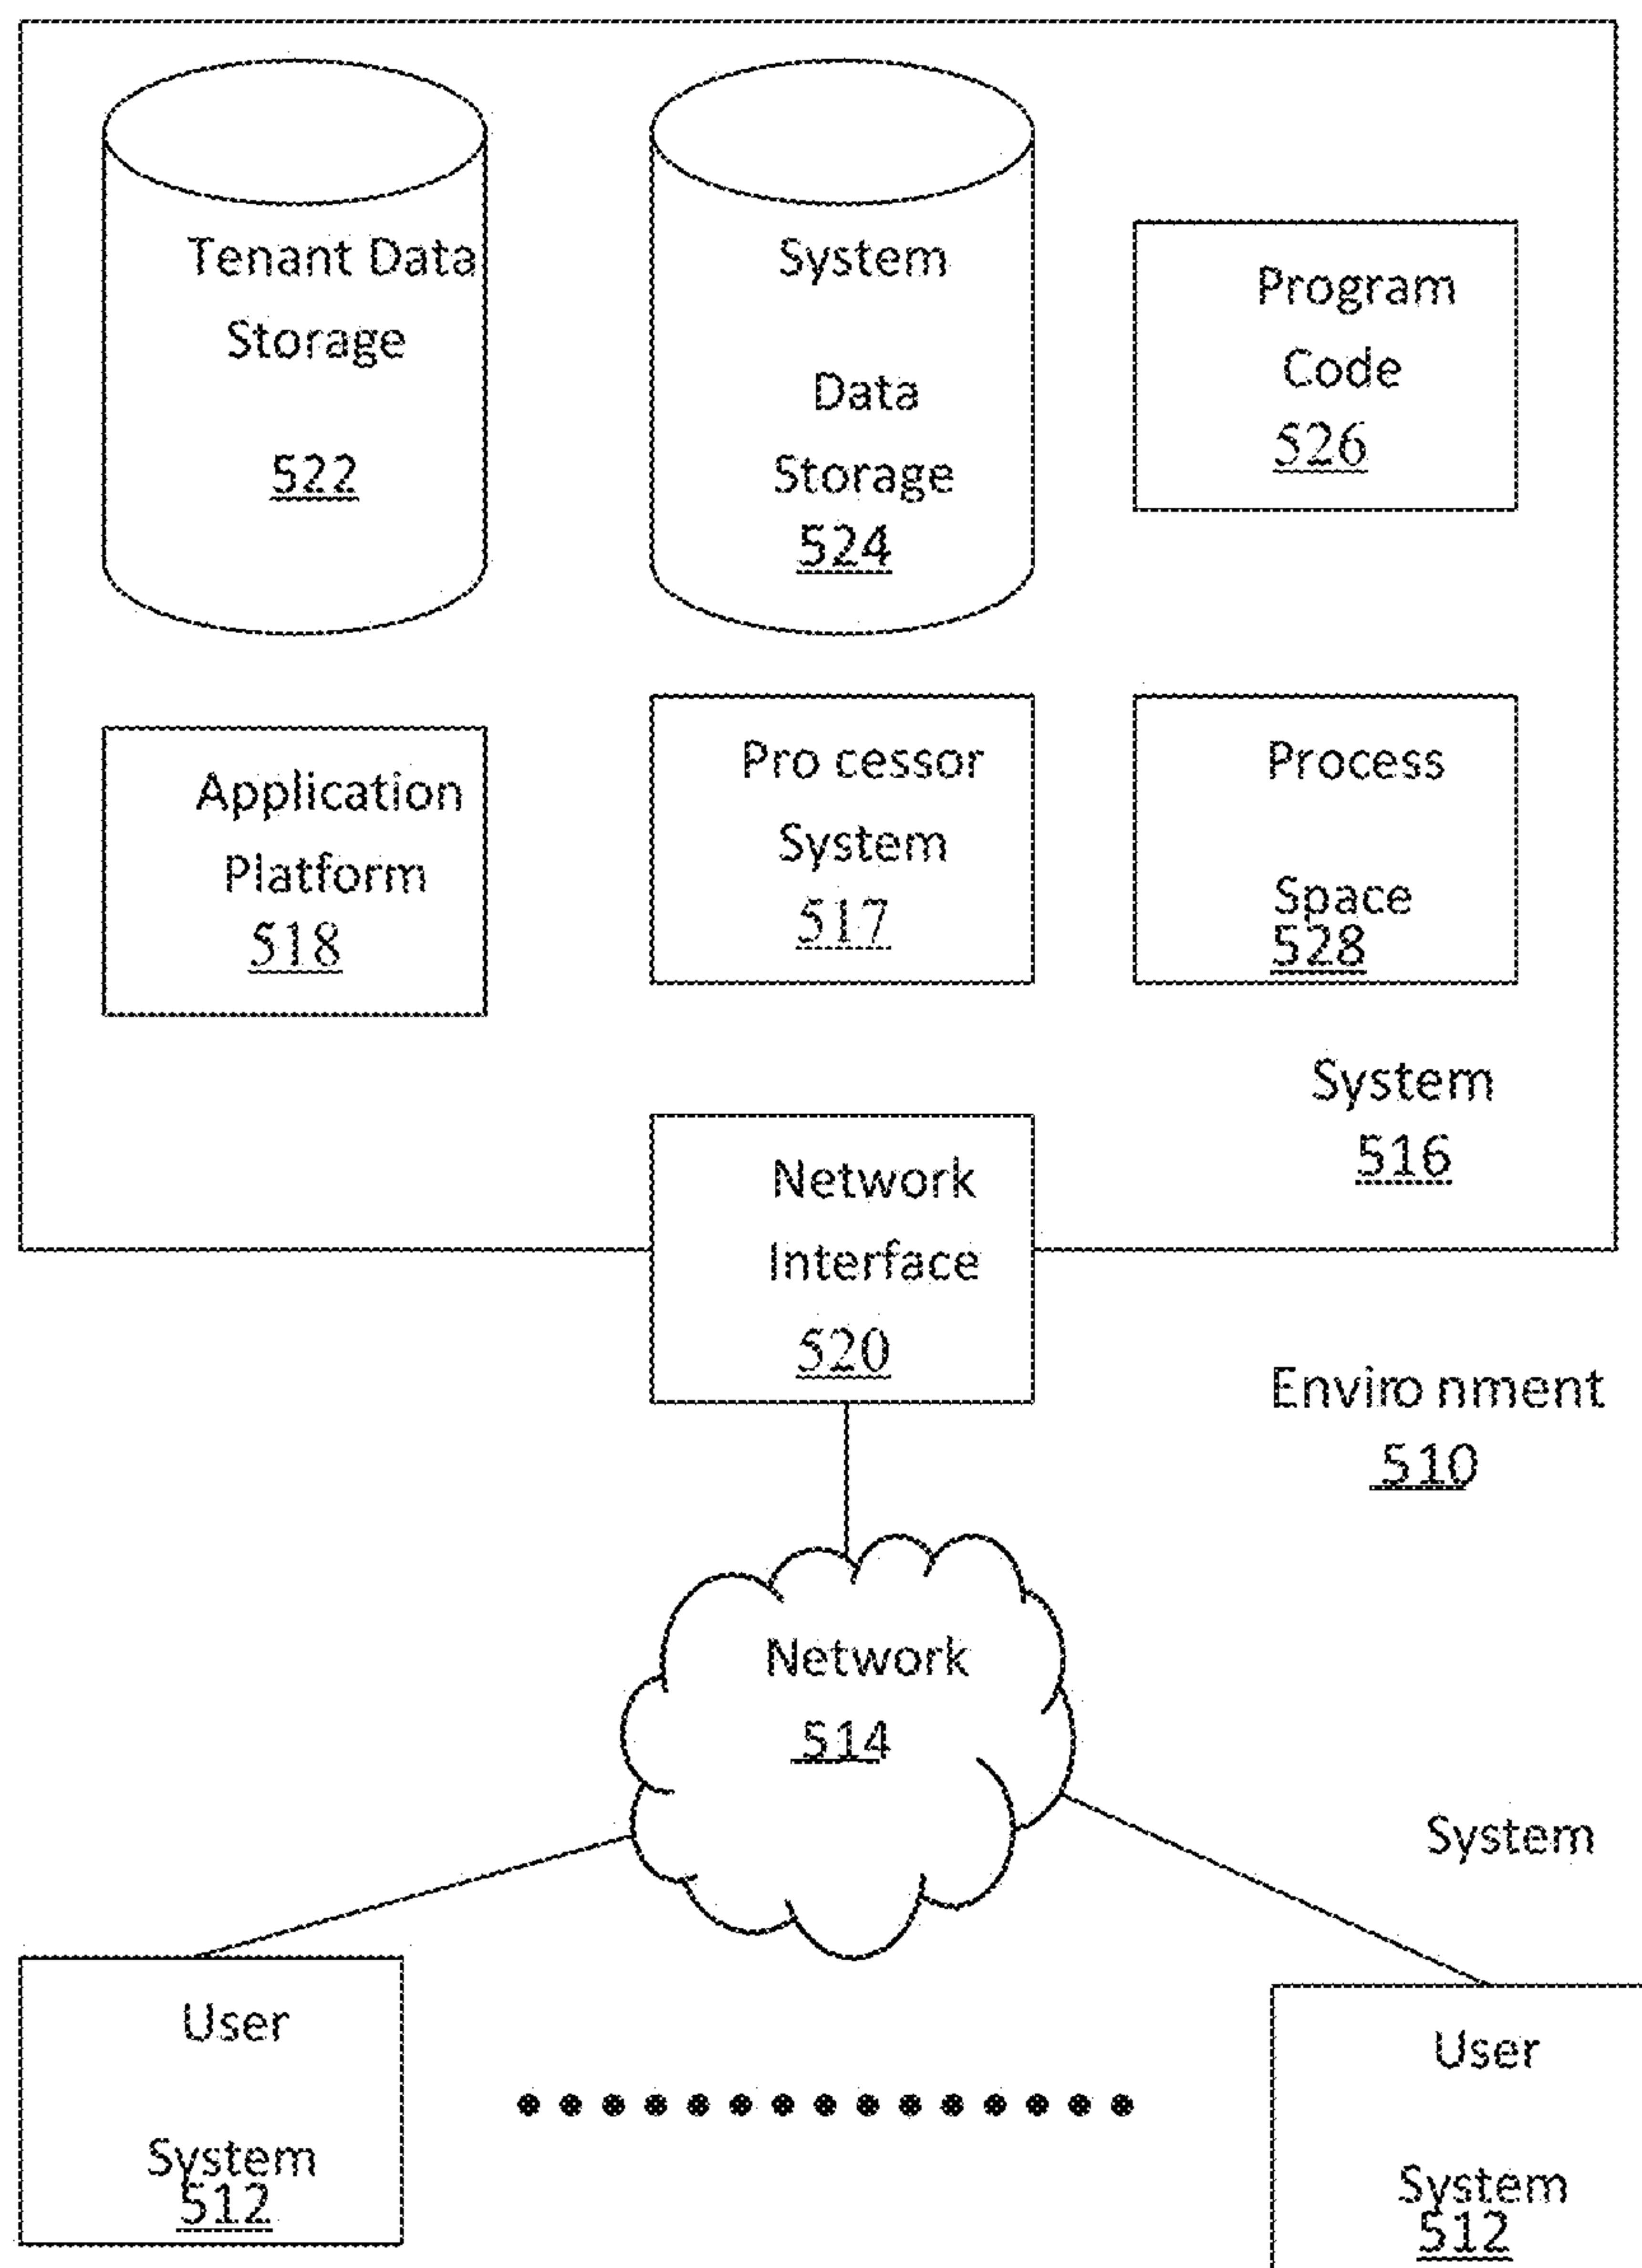 Tenant Data
Storage
522
System
Data
Storage
524
Program
Code
526
Application
Platform
518
Pro cessor
System
517
Process
Space
528
System
516
Network
Interface
520
Enviro nment
510
Network
514
System
User
System
512
User
System
512